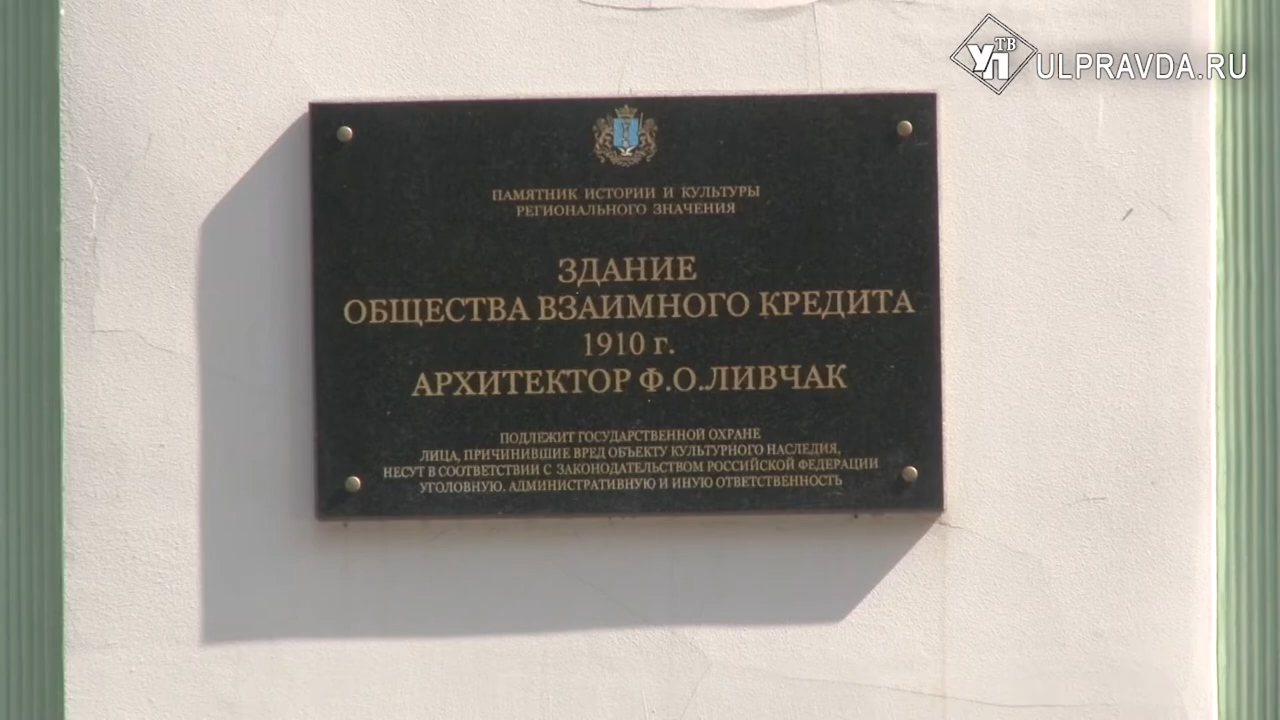 УП ТВ
ULPRAVDA.RU
ПАМЯТНИК ИСТОРИИ И КУЛЬТУРЫ
РЕГИОНАЛЬНОГО ЗНАЧЕНИЯ
ЗДАНИЕ
ОБЩЕСТВА ВЗАИМНОГО КРЕДИТА
1910 г.
АРХИТЕКТОР Ф.О.ЛИВЧАК
ПОДЛЕЖИТ ГОСУДАРСТВЕННОЙ ОХРАНЕ
ЛИЦА, ПРИЧИНИВШИЕ ВРЕД ОБЪЕКТУ КУЛЬТУРНОГО НАСЛЕДИЯ,
НЕСУТ В СООТВЕТСТВИИ С ЗАКОНОДАТЕЛЬСТВОМ РОССИЙСКОЙ ФЕДЕРАЦИИ
УГОЛОВНУЮ. АДМИНИСТРАТИВНУЮ И ИНУЮ ОТВЕТСТВЕННОСТЬ